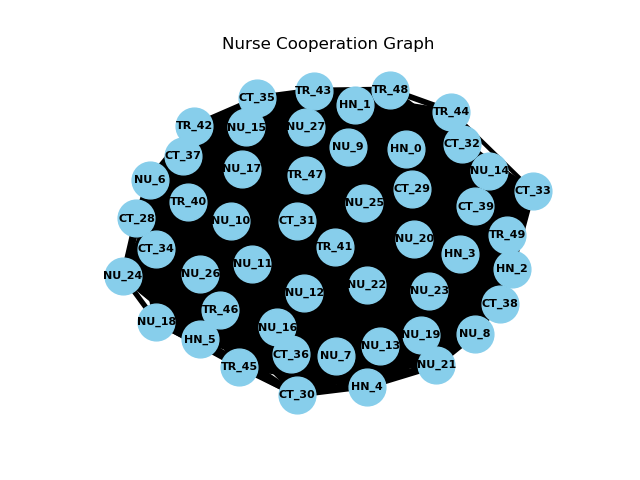 Nurse Cooperation Graph
TR_43
TR_48
CT_35
HN_1
TR_44
TR_42
NU_15
NU_27
CT_32
NU_9
HN_0
CT_37
NU_17
NU_14
TR_47
NU_6
CT_29
CT_33
TR_40
NU_25
CT_39
CT_28
NU_10
CT_31
TR_49
NU_20
TR_41
CT_34
HN_3
NU_11
HN_2
NU_26
NU_24
NU_22
NU_12
NU_23
CT_38
TR_46
NU_18
NU_16
NU_19
NU_8
HN_5
NU_13
CT_36
NU_7
NU_21
TR_45
HN_4
CT_30